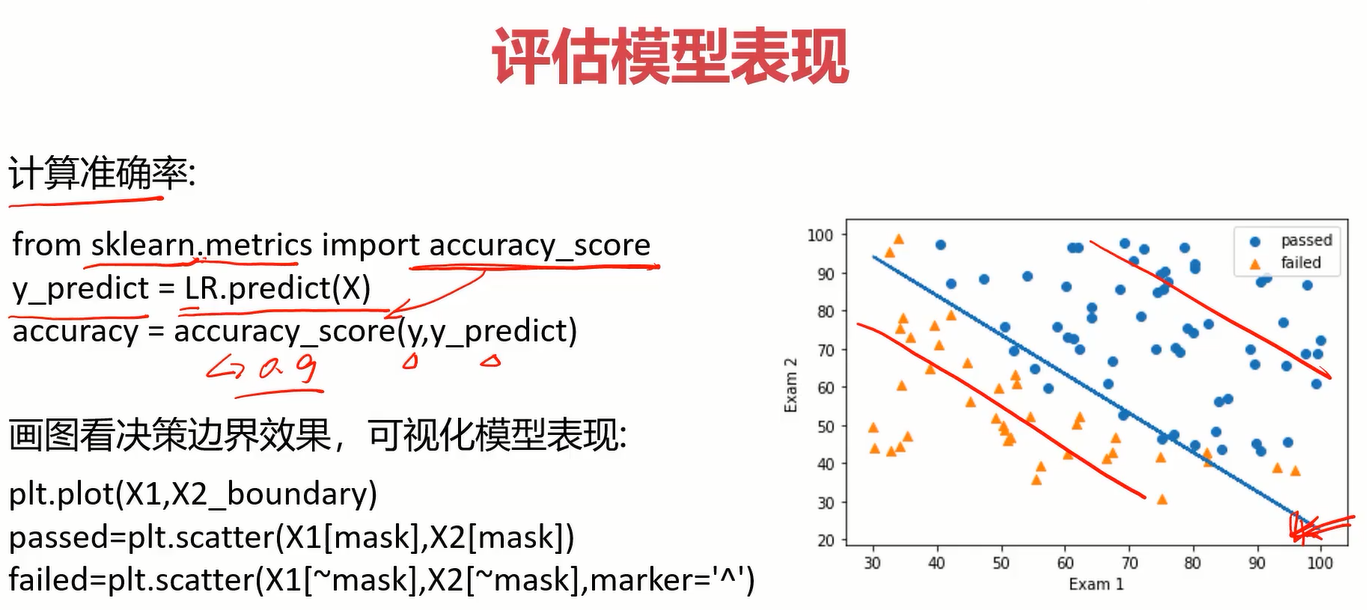 评估模型表现
计算准确率:
from sklearn.metrics import accuracy_score
y_predict = LR.predict(X)
accuracy = accuracy_score(y,y_predict)
0.9
画图看决策边界效果，可视化模型表现:
plt.plot(X1,X2_boundary)
passed=plt.scatter(X1[mask],X2[mask])
failed=plt.scatter(X1[~mask],X2[~mask],marker='^')
passed
failed
100
90
80
70
60
50
40
30
20
Exam 2
30 40 50 60 70 80 90 100
Exam 1